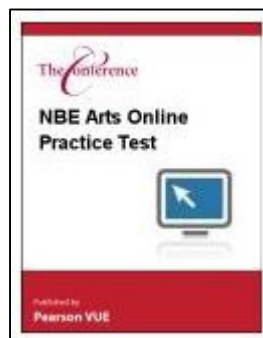 The Conference
NBE Arts Online
Practice Test
Published by
Pearson VUE